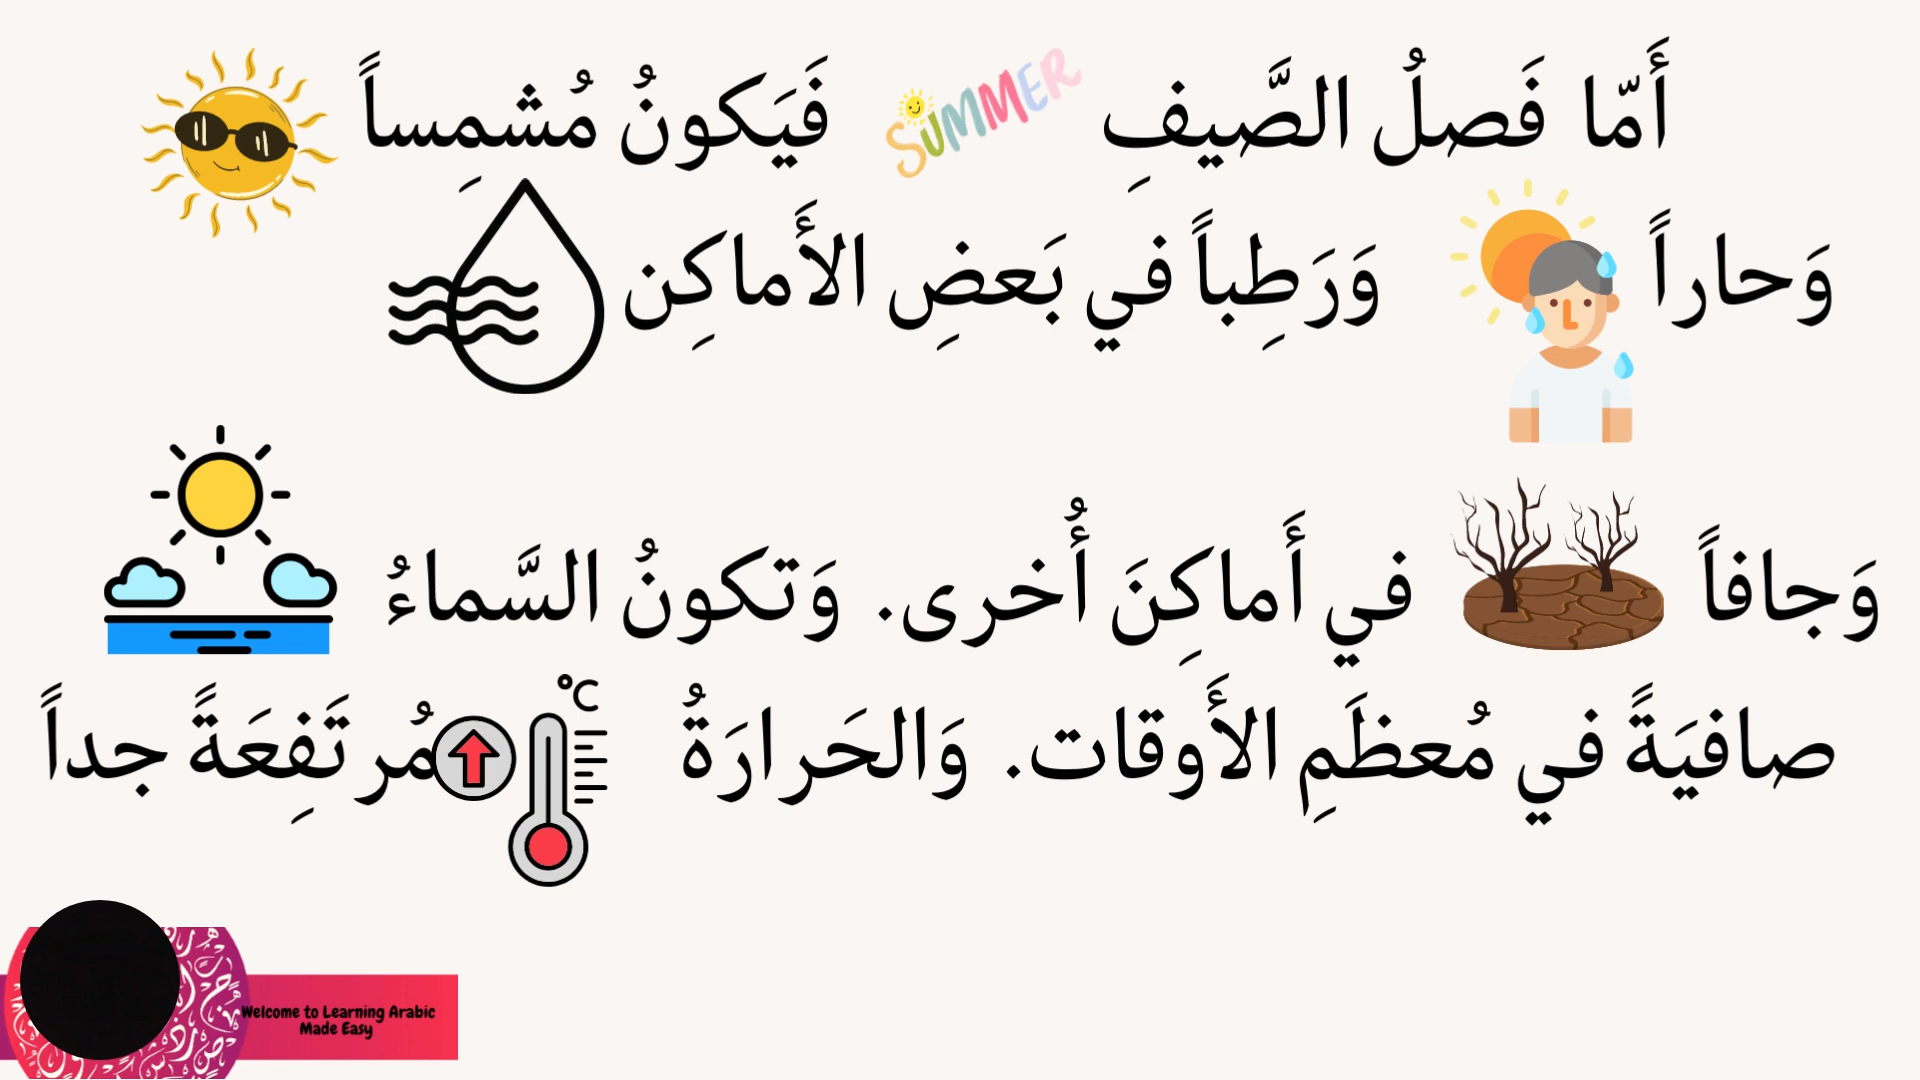 أَمّا فَصلُ الصَّيفِ SUMMER فَيَكونُ مُشمِساً
وَحاراً وَرَطِباً في بَعضِ الأَماكِن
وَجافاً في أَماكِنَ أُخرى. وَتكونُ السَّماءُ
صافيَةً في مُعظَمِ الأَوقات. وَالحَرارَةُ °C مُرتَفِعَةً جداً
Welcome to Learning Arabic
Made Easy